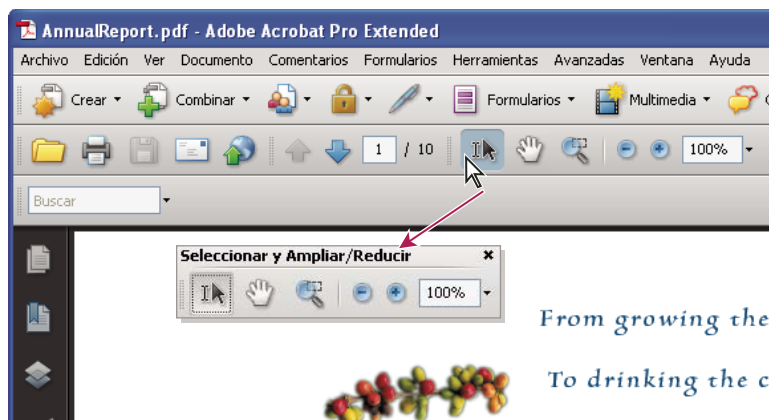 AnnualReport.pdf - Adobe Acrobat Pro Extended
Archivo Edición Ver Documento Comentarios Formularios Herramientas Avanzadas Ventana Ayuda
Crear Combinar Formularios Multimedia
1 / 10 100%
Buscar
Seleccionar y Ampliar/Reducir
100%
From growing the
To drinking the c